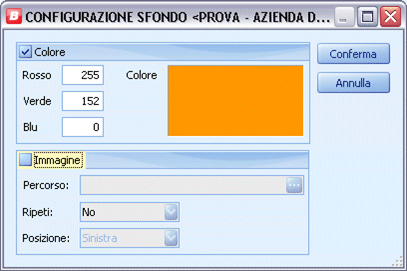 B CONFIGURAZIONE SFONDO <PROVA - AZIENDA D...
Colore
Conferma
Rosso 255 Colore
Annulla
Verde 152
Blu 0
Immagine
Percorso: ...
Ripeti: No
Posizione: Sinistra